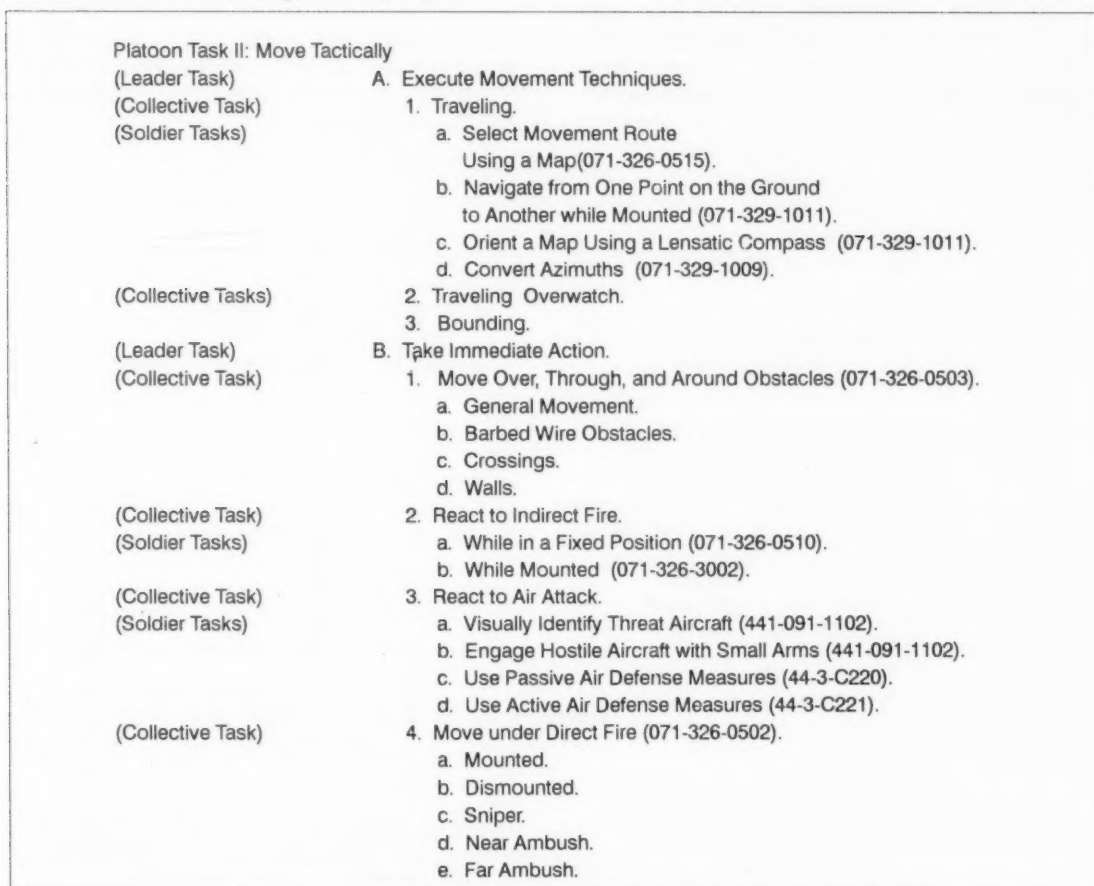 Platoon Task II: Move Tactically
(Leader Task) A. Execute Movement Techniques.
(Collective Task) 1. Traveling.
(Soldier Tasks) a. Select Movement Route
Using a Map(071-326-0515).
b. Navigate from One Point on the Ground
to Another while Mounted (071-329-1011).
c. Orient a Map Using a Lensatic Compass (071-329-1011).
d. Convert Azimuths (071-329-1009).
(Collective Tasks) 2. Traveling Overwatch.
3. Bounding.
(Leader Task) B. Take Immediate Action.
(Collective Task) 1. Move Over, Through, and Around Obstacles (071-326-0503).
a. General Movement.
b. Barbed Wire Obstacles.
c. Crossings.
d. Walls.
(Collective Task) 2. React to Indirect Fire.
(Soldier Tasks) a. While in a Fixed Position (071-326-0510).
b. While Mounted (071-326-3002).
(Collective Task) 3. React to Air Attack.
(Soldier Tasks) a. Visually Identify Threat Aircraft (441-091-1102).
b. Engage Hostile Aircraft with Small Arms (441-091-1102).
c. Use Passive Air Defense Measures (44-3-C220).
d. Use Active Air Defense Measures (44-3-C221).
(Collective Task) 4. Move under Direct Fire (071-326-0502).
a. Mounted.
b. Dismounted.
c. Sniper.
d. Near Ambush.
e. Far Ambush.